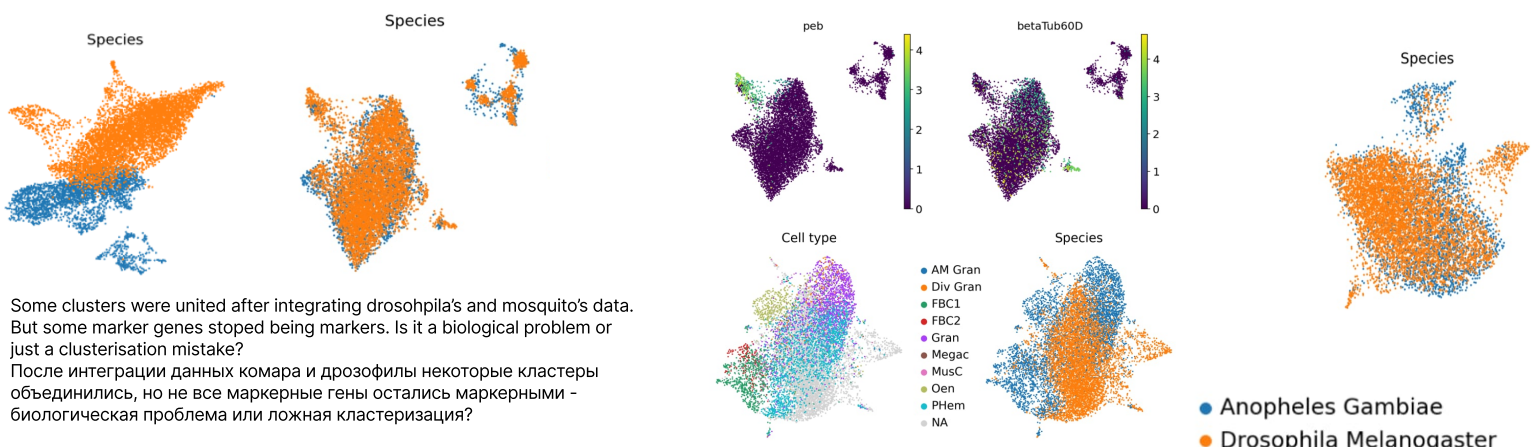 Species
Species
peb
betaTub60D
Species
4
3
2
1
0
4
3
2
1
0
Some clusters were united after integrating drosohpila's and mosquito's data.
But some marker genes stoped being markers. Is it a biological problem or
just a clusterisation mistake?
После интеграции данных комара и дрозофилы некоторые кластеры
объединились, но не все маркерные гены остались маркерными -
биологическая проблема или ложная кластеризация?
Cell type
AM Gran
Div Gran
FBC1
FBC2
Gran
Megac
MusC
Oen
PHem
NA
Species
Anopheles Gambiae
Drosophila Melanogaster